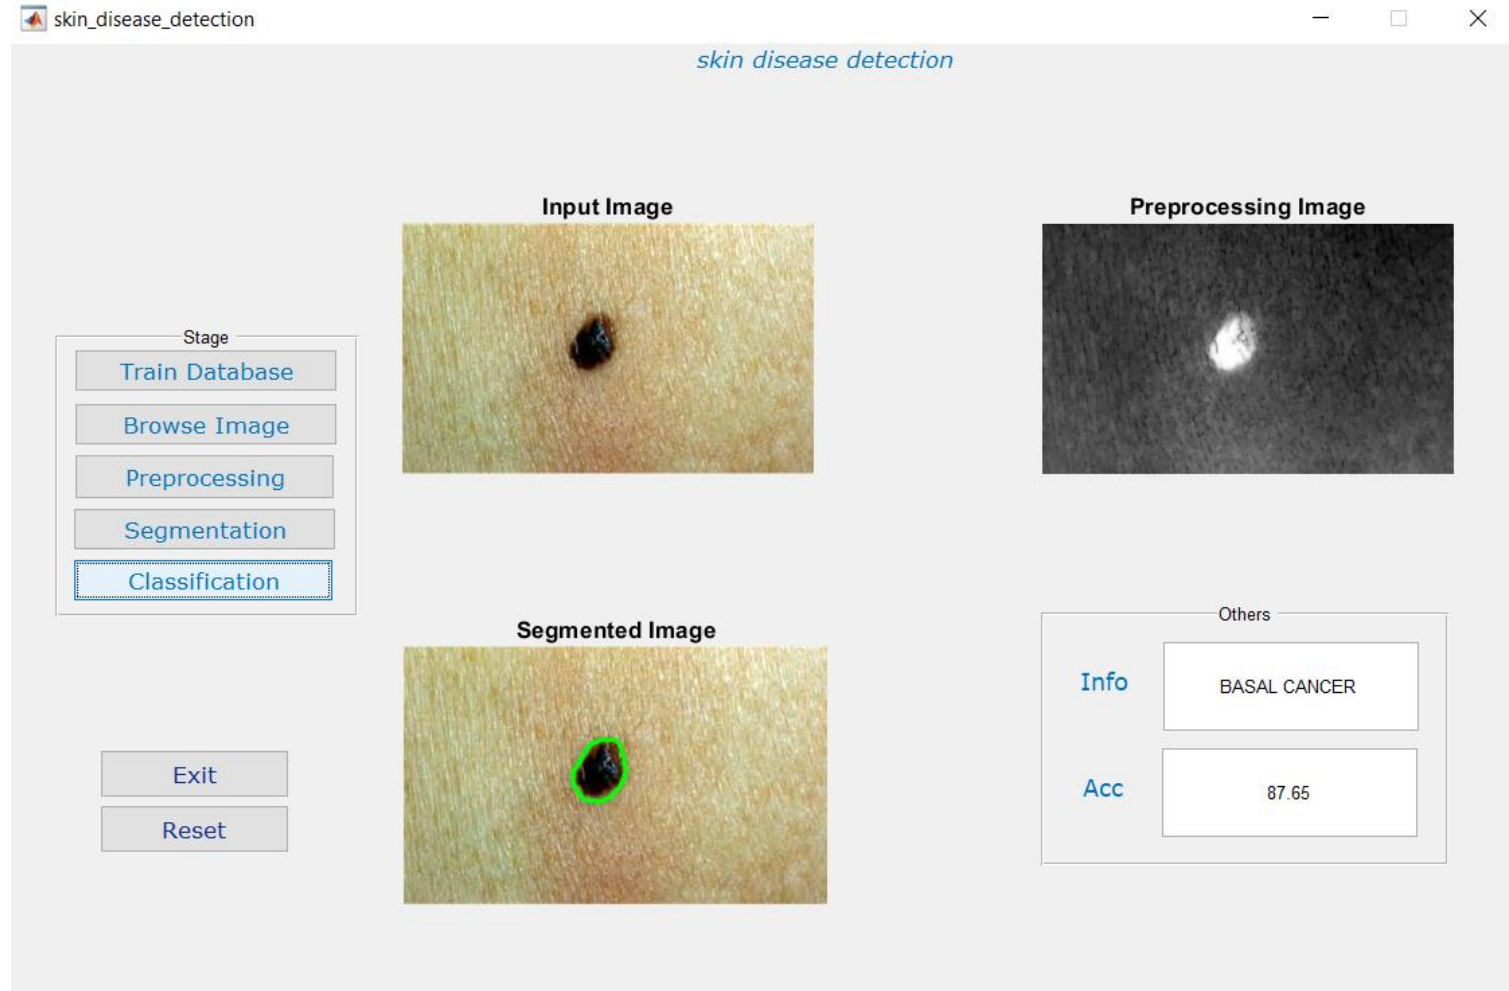 skin_disease_detection
skin disease detection
Input Image
Preprocessing Image
Stage
Train Database
Browse Image
Preprocessing
Segmentation
Classification
Segmented Image
Others
Info
BASAL CANCER
Acc
87.65
Exit
Reset